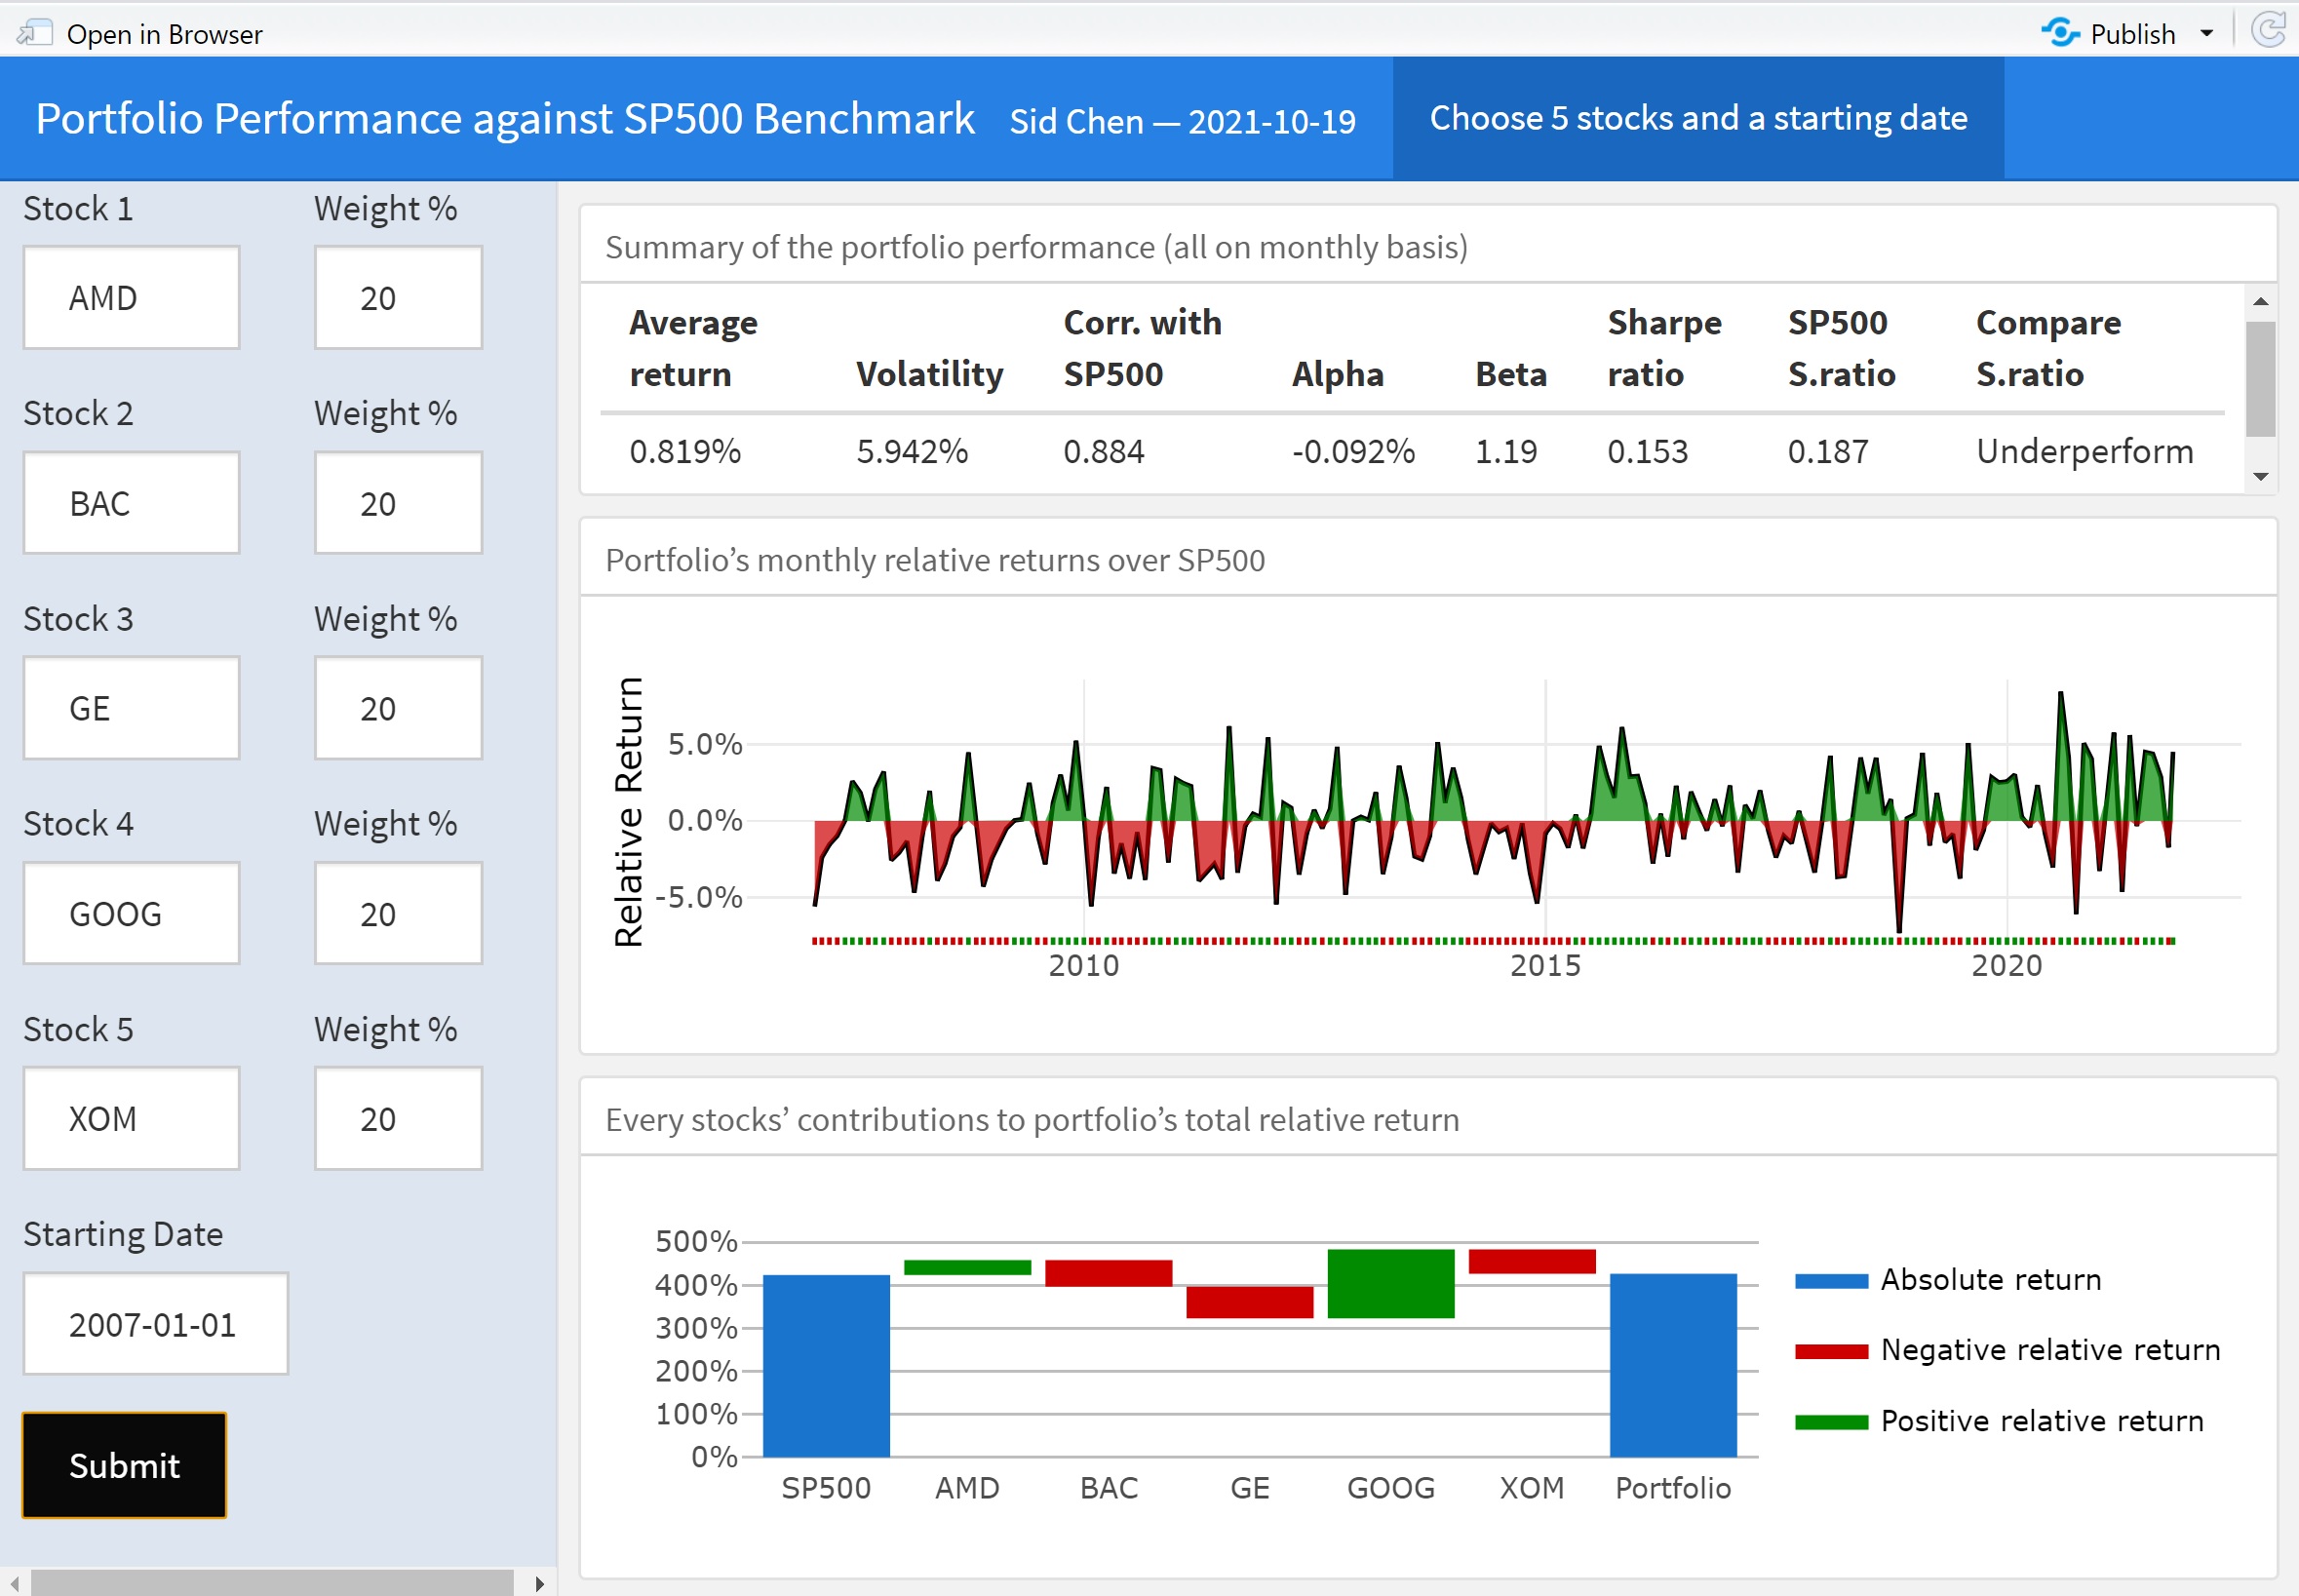 Open in Browser
Publish
Portfolio Performance against SP500 Benchmark
Sid Chen — 2021-10-19
Choose 5 stocks and a starting date
Stock 1
Weight %
AMD
20
Stock 2
Weight %
BAC
20
Stock 3
Weight %
GE
20
Stock 4
Weight %
GOOG
20
Stock 5
Weight %
XOM
20
Starting Date
2007-01-01
Submit
Summary of the portfolio performance (all on monthly basis)
Average return
Volatility
Corr. with SP500
Alpha
Beta
Sharpe ratio
SP500 S.ratio
Compare S.ratio
0.819% 5.942% 0.884 -0.092% 1.19 0.153 0.187 Underperform
Portfolio’s monthly relative returns over SP500
Relative Return
5.0%
0.0%
-5.0%
2010 2015 2020
Every stocks’ contributions to portfolio’s total relative return
500%
400%
300%
200%
100%
0%
SP500 AMD BAC GE GOOG XOM Portfolio
Absolute return
Negative relative return
Positive relative return